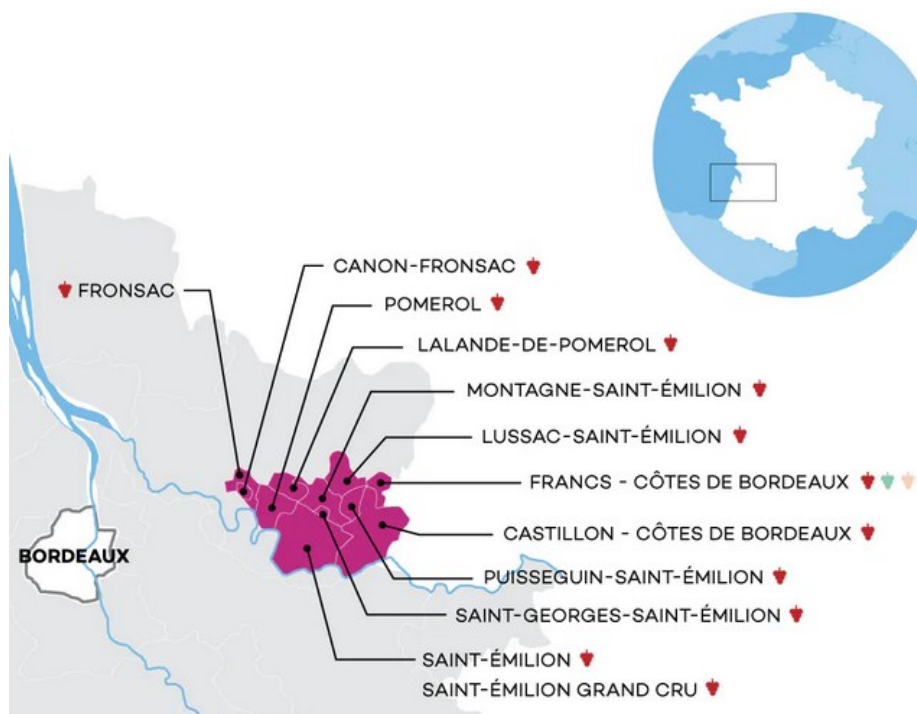 CANON-FRONSAC
FRONSAC
POMEROL
LALANDE-DE-POMEROL
MONTAGNE-SAINT-ÉMILION
LUSSAC-SAINT-ÉMILION
FRANCS - CÔTES DE BORDEAUX
CASTILLON - CÔTES DE BORDEAUX
BORDEAUX
PUISSEGUIN-SAINT-ÉMILION
SAINT-GEORGES-SAINT-ÉMILION
SAINT-ÉMILION
SAINT-ÉMILION GRAND CRU